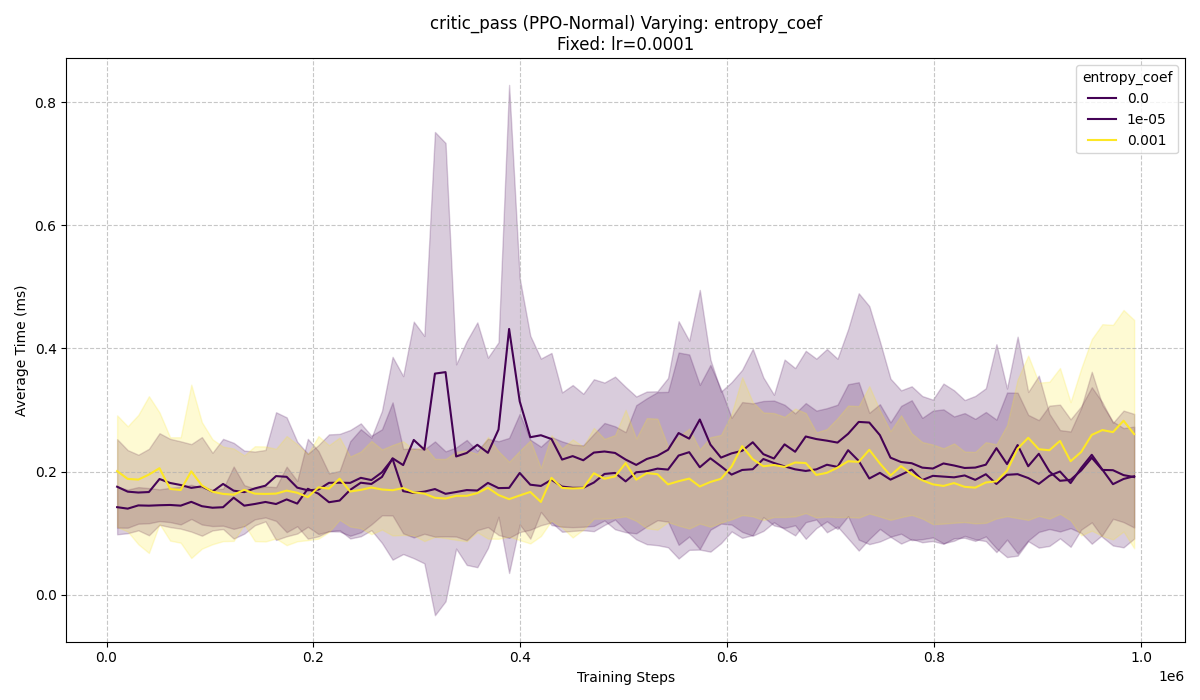 critic_pass (PPO-Normal) Varying: entropy_coef
Fixed: lr=0.0001
entropy_coef
0.0
1e-05
0.001
Average Time (ms)
0.8
0.6
0.4
0.2
0.0
0.0
0.2
0.4
0.6
0.8
1.0
1e6
Training Steps